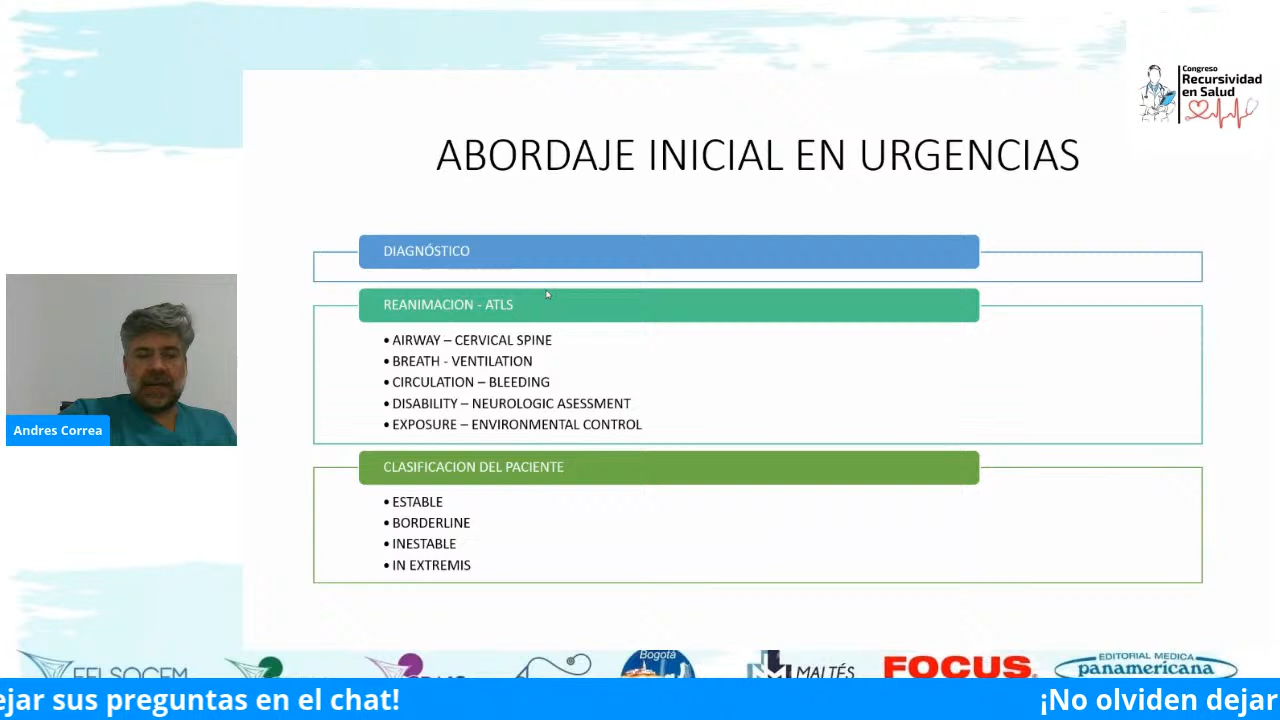 Congreso
Recursividad
en Salud
ABORDAJE INICIAL EN URGENCIAS
DIAGNÓSTICO
REANIMACION - ATLS
• AIRWAY – CERVICAL SPINE
• BREATH - VENTILATION
• CIRCULATION – BLEEDING
• DISABILITY – NEUROLOGIC ASESSMENT
• EXPOSURE – ENVIRONMENTAL CONTROL
CLASIFICACION DEL PACIENTE
• ESTABLE
• BORDERLINE
• INESTABLE
• IN EXTREMIS
Andres Correa
Bogotá
MALTÉS
FOCUS
EDITORIAL MEDICA
panamericana
ejar sus preguntas en el chat!
¡No olviden dejar